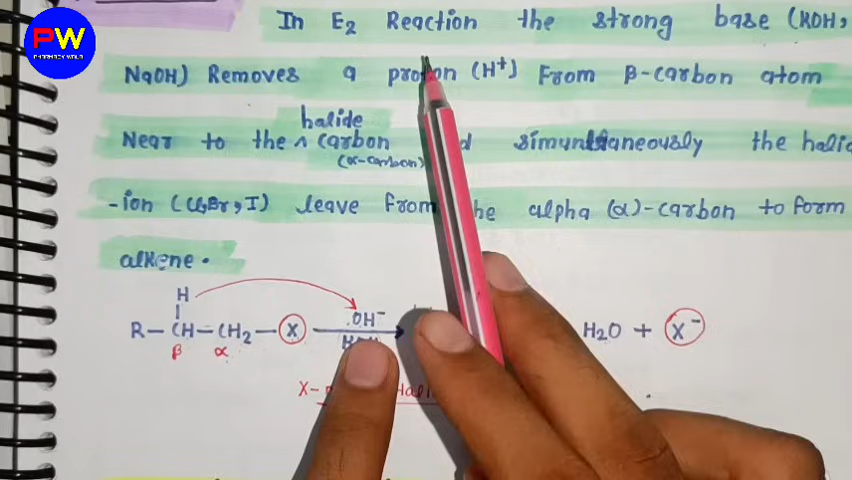 PW
PHARMACY WALA
In E2 Reaction the strong base (KOH,
NaOH) Removes a proton (H+) From β-carbon atom
halide
Near to the ^ carbon simultaneously the halid
(α-carbon)
-ion (Cl,Br,I) leave from the alpha (α)-carbon to form
alkene.
H
R-CH-CH2-X .OH- H2O + X-
β α
X-